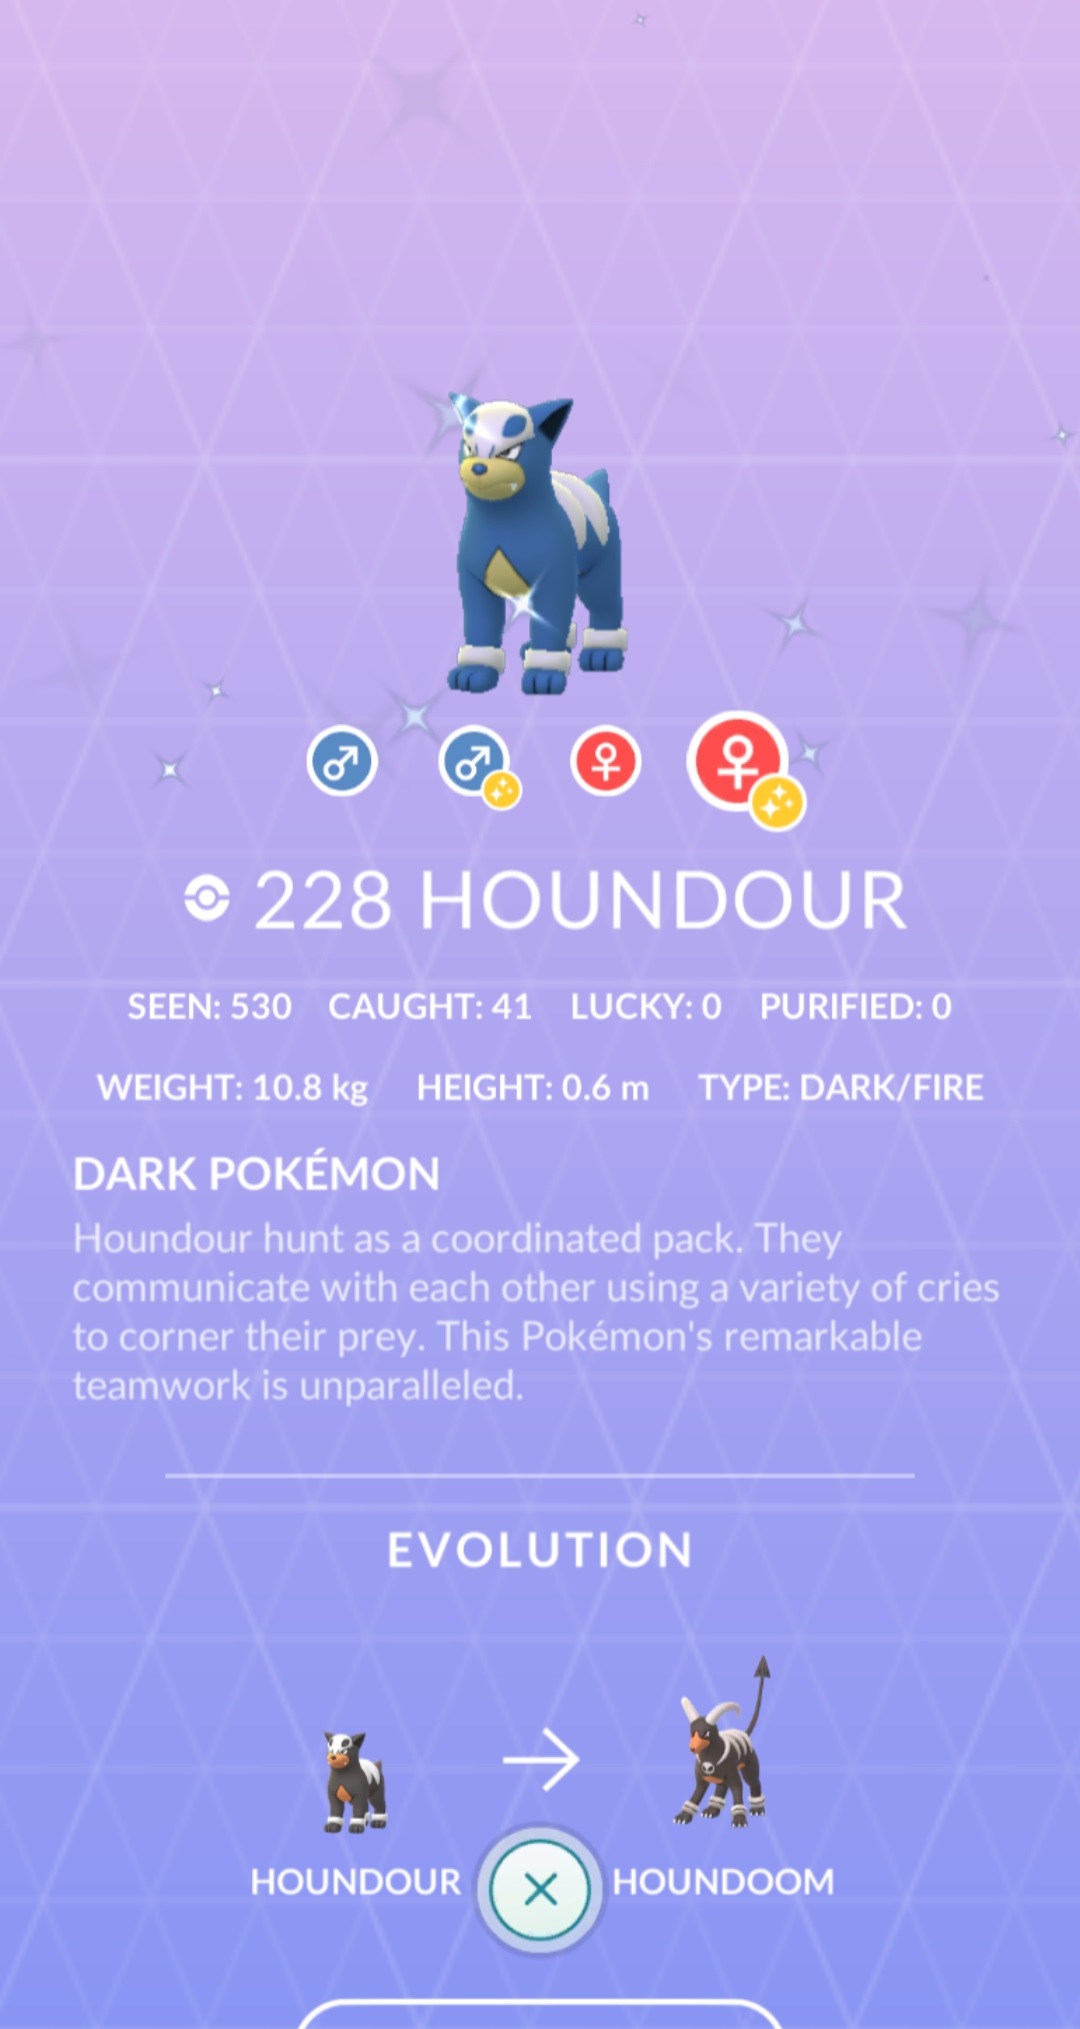 228 HOUNDOUR
SEEN: 530 CAUGHT: 41 LUCKY: 0 PURIFIED: 0
WEIGHT: 10.8 kg HEIGHT: 0.6 m TYPE: DARK/FIRE
DARK POKÉMON
Houndour hunt as a coordinated pack. They
communicate with each other using a variety of cries
to corner their prey. This Pokémon's remarkable
teamwork is unparalleled.
EVOLUTION
HOUNDOUR HOUNDOOM